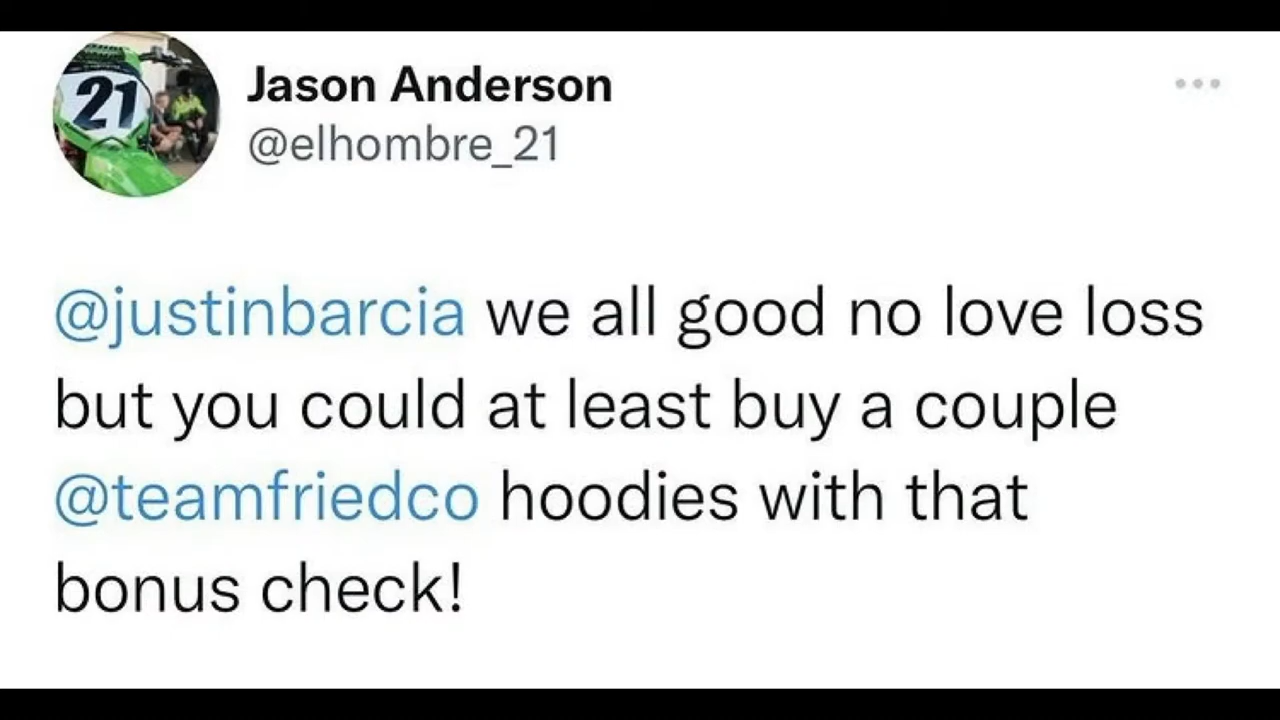 21
Jason Anderson
@elhombre_21
@justinbarcia we all good no love loss
but you could at least buy a couple
@teamfriedco hoodies with that
bonus check!